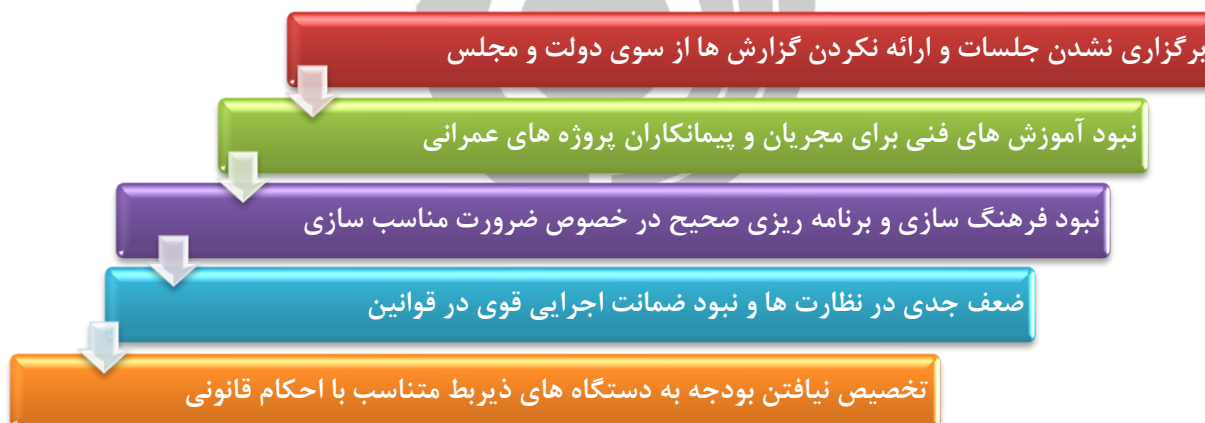 برگزاری نشدن جلسات و ارائه نکردن گزارش ها از سوی دولت و مجلس
نبود آموزش های فنی برای مجریان و پیمانکاران پروژه های عمرانی
نبود فرهنگ سازی و برنامه ریزی صحیح در خصوص ضرورت مناسب سازی
ضعف جدی در نظارت ها و نبود ضمانت اجرایی قوی در قوانین
تخصیص نیافتن بودجه به دستگاه های ذیربط متناسب با احکام قانونی